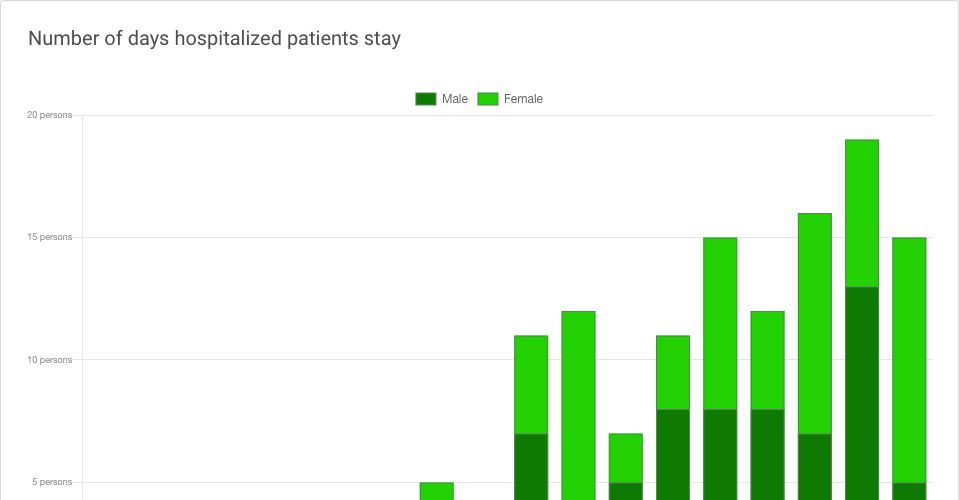 Number of days hospitalized patients stay
Male Female
20 persons
15 persons
10 persons
5 persons